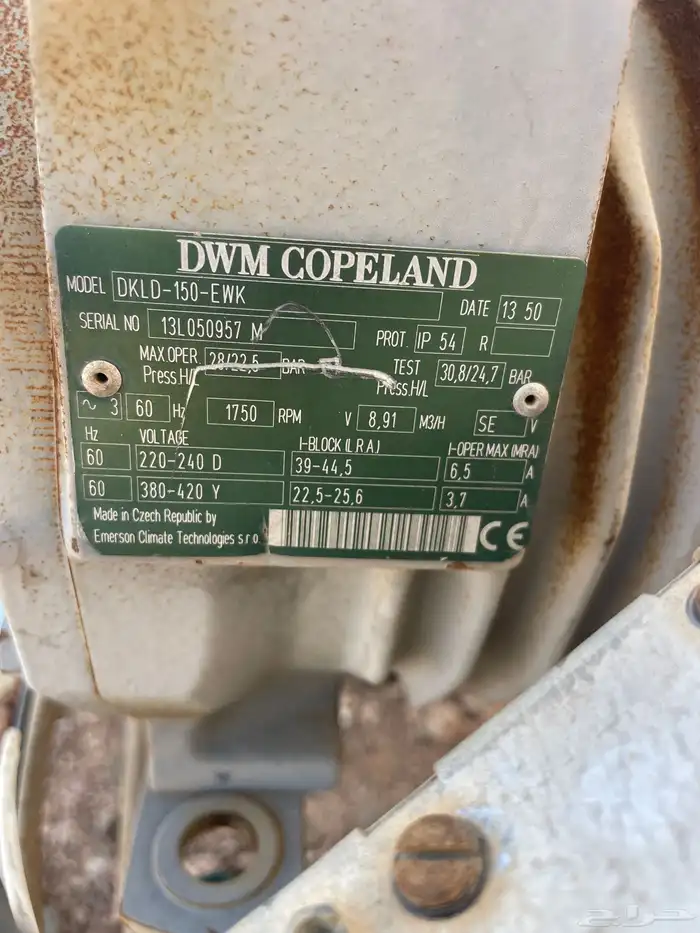 DWM COPELAND
MODEL DKLD-150-EWK DATE 13 50
SERIAL NO 13L050957 M PROT. IP 54 R
MAX.OPER Press.H/L 28/22,5 BAR TEST Press.H/L 30,8/24,7 BAR
~ 3 60 Hz 1750 RPM V 8,91 M3/H SE V
Hz VOLTAGE I-BLOCK (L.R.A.) I-OPER MAX (MRA)
60 220-240 D 39-44,5 6,5 A
60 380-420 Y 22,5-25,6 3,7 A
Made in Czech Republic by
Emerson Climate Technologies s.r.o. CE
حراج